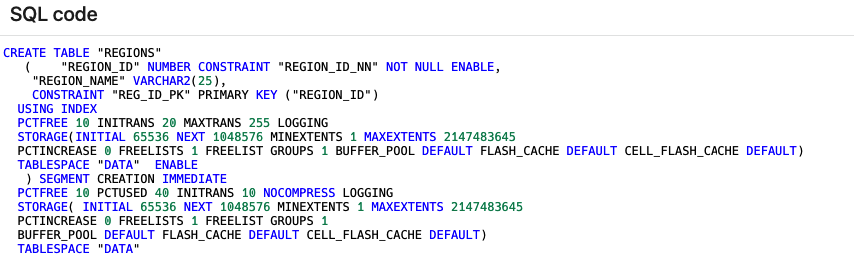 SQL code
CREATE TABLE "REGIONS"
( "REGION_ID" NUMBER CONSTRAINT "REGION_ID_NN" NOT NULL ENABLE,
"REGION_NAME" VARCHAR2(25),
CONSTRAINT "REG_ID_PK" PRIMARY KEY ("REGION_ID")
USING INDEX
PCTFREE 10 INITRANS 20 MAXTRANS 255 LOGGING
STORAGE(INITIAL 65536 NEXT 1048576 MINEXTENTS 1 MAXEXTENTS 2147483645
PCTINCREASE 0 FREELISTS 1 FREELIST GROUPS 1 BUFFER_POOL DEFAULT FLASH_CACHE DEFAULT CELL_FLASH_CACHE DEFAULT)
TABLESPACE "DATA" ENABLE
) SEGMENT CREATION IMMEDIATE
PCTFREE 10 PCTUSED 40 INITRANS 10 NOCOMPRESS LOGGING
STORAGE( INITIAL 65536 NEXT 1048576 MINEXTENTS 1 MAXEXTENTS 2147483645
PCTINCREASE 0 FREELISTS 1 FREELIST GROUPS 1
BUFFER_POOL DEFAULT FLASH_CACHE DEFAULT CELL_FLASH_CACHE DEFAULT)
TABLESPACE "DATA"